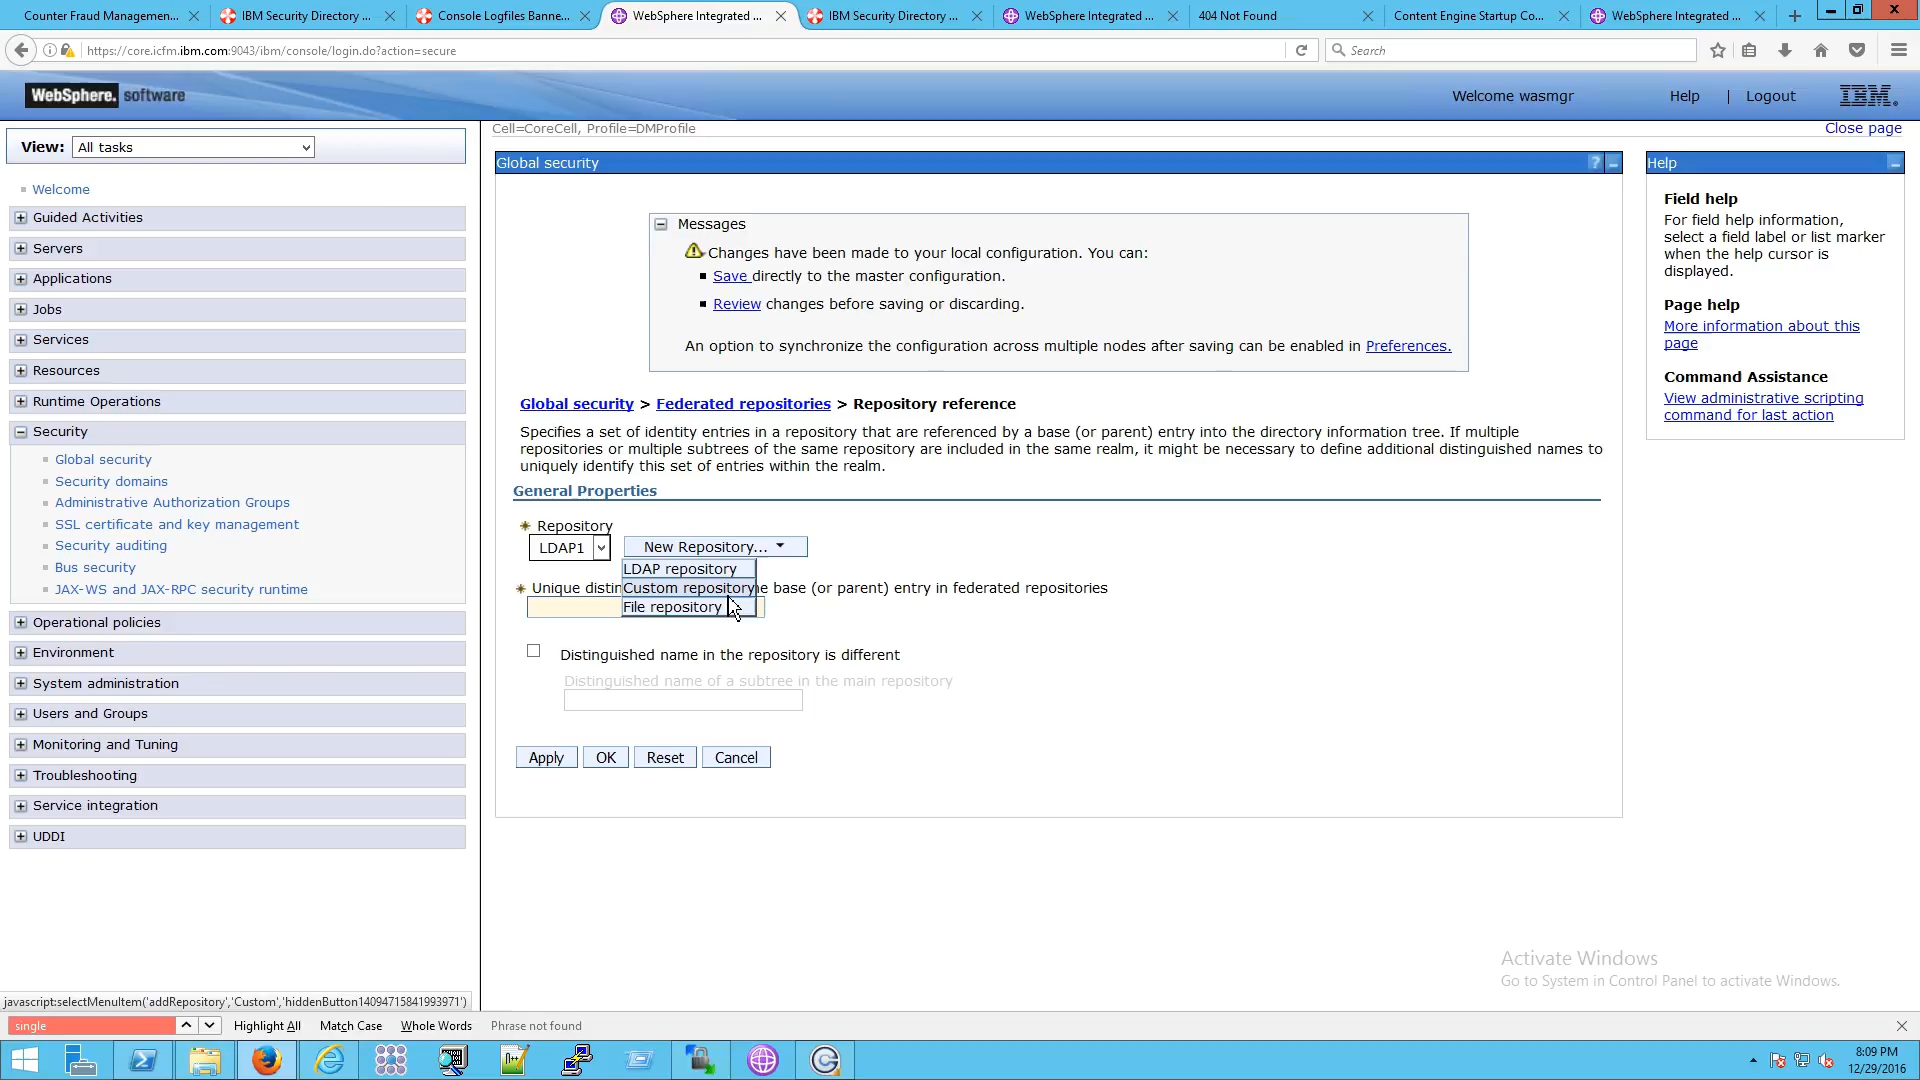 Counter Fraud Management...
IBM Security Directory ...
Console Logfiles Banne...
WebSphere Integrated ...
IBM Security Directory ...
WebSphere Integrated ...
404 Not Found
Content Engine Startup Co...
WebSphere Integrated ...
https://core.icfm.ibm.com:9043/ibm/console/login.do?action=secure
Search
WebSphere. software
Welcome wasmgr
Help | Logout
IBM.
View: All tasks
Welcome
Guided Activities
Servers
Applications
Jobs
Services
Resources
Runtime Operations
Security
Global security
Security domains
Administrative Authorization Groups
SSL certificate and key management
Security auditing
Bus security
JAX-WS and JAX-RPC security runtime
Operational policies
Environment
System administration
Users and Groups
Monitoring and Tuning
Troubleshooting
Service integration
UDDI
Cell=CoreCell, Profile=DMProfile
Close page
Global security ?
Messages
Changes have been made to your local configuration. You can:
Save directly to the master configuration.
Review changes before saving or discarding.
An option to synchronize the configuration across multiple nodes after saving can be enabled in Preferences.
Global security > Federated repositories > Repository reference
Specifies a set of identity entries in a repository that are referenced by a base (or parent) entry into the directory information tree. If multiple
repositories or multiple subtrees of the same repository are included in the same realm, it might be necessary to define additional distinguished names to
uniquely identify this set of entries within the realm.
General Properties
Repository
LDAP1
New Repository...
LDAP repository
Custom repository
File repository
Unique distin
e base (or parent) entry in federated repositories
Distinguished name in the repository is different
Distinguished name of a subtree in the main repository
Apply OK Reset Cancel
Help
Field help
For field help information,
select a field label or list marker
when the help cursor is
displayed.
Page help
More information about this
page
Command Assistance
View administrative scripting
command for last action
Activate Windows
Go to System in Control Panel to activate Windows.
javascript:selectMenuItem('addRepository','Custom','hiddenButton14094715841993971')
single
Highlight All
Match Case
Whole Words
Phrase not found
8:09 PM
12/29/2016